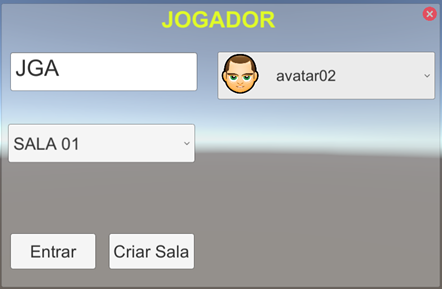 JOGADOR
JGA
avatar02
SALA 01
Entrar
Criar Sala